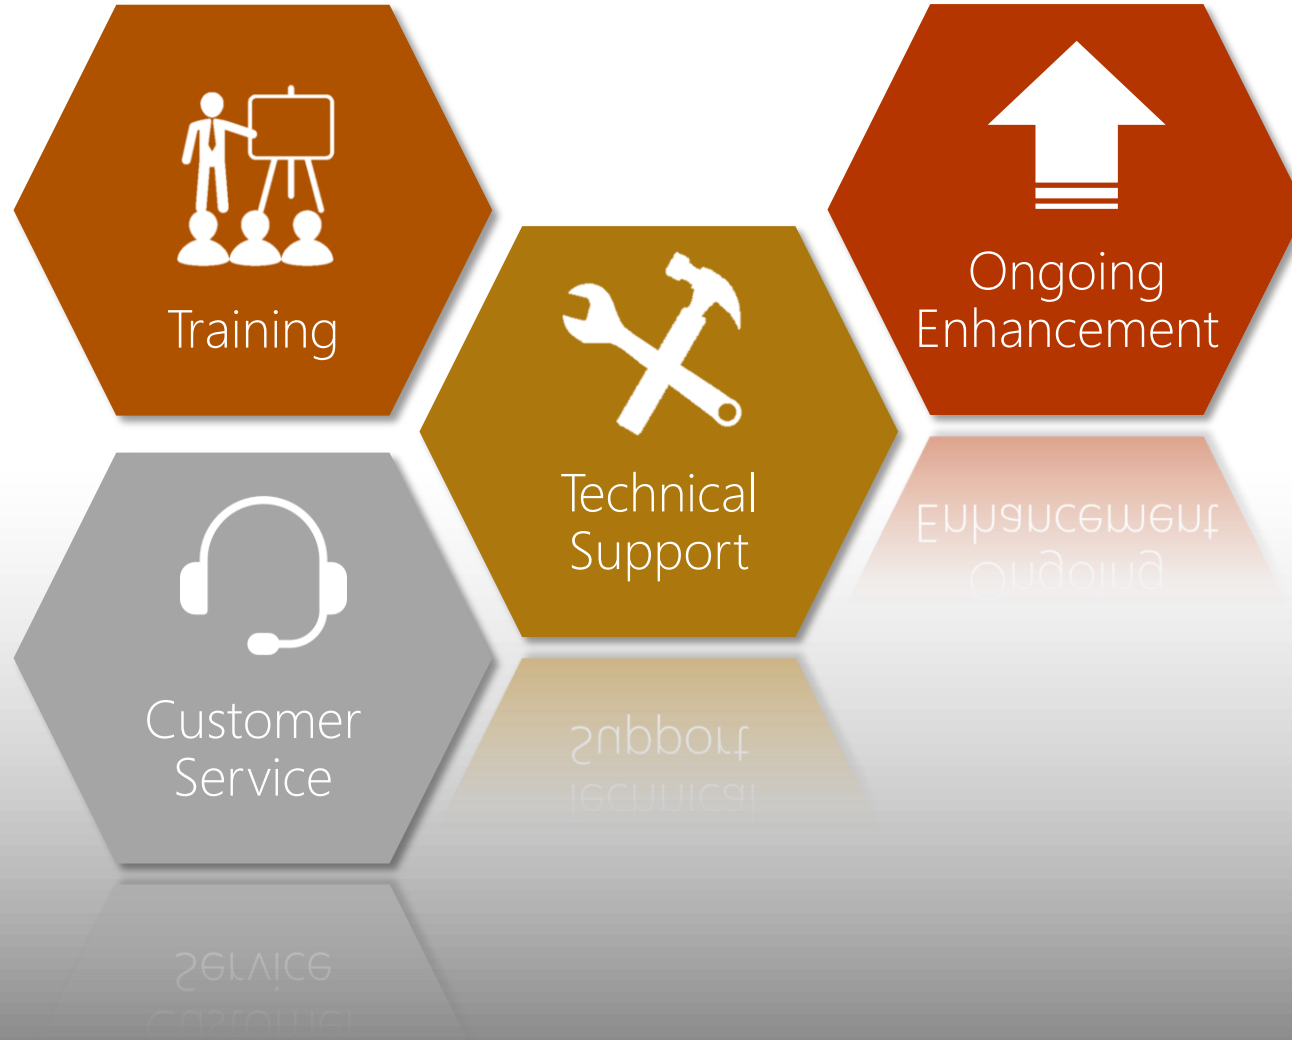 Training
Ongoing
Enhancement
Technical
Support
Customer
Service